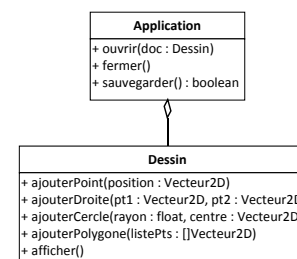 Application
+ ouvrir(doc : Dessin)
+ fermer()
+ sauvegarder() : boolean
Dessin
+ ajouterPoint(position : Vecteur2D)
+ ajouterDroite(pt1 : Vecteur2D, pt2 : Vecteur2D
+ ajouterCercle(rayon : float, centre : Vecteur2D
+ ajouterPolygone(listePts : []Vecteur2D)
+ afficher()